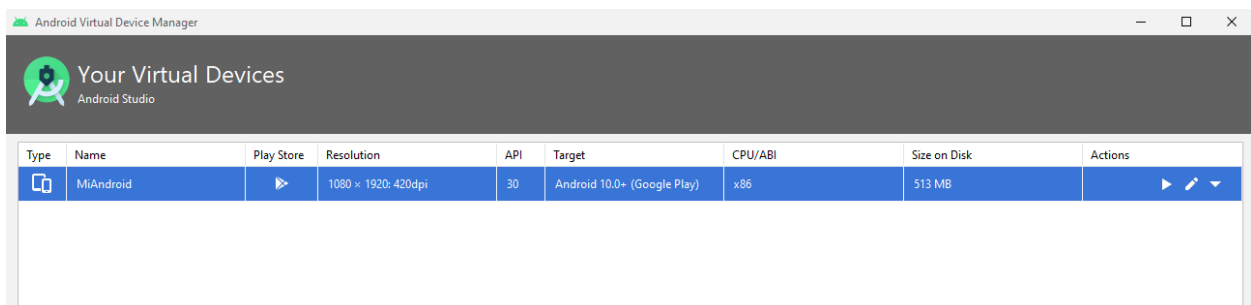 Android Virtual Device Manager
Your Virtual Devices
Android Studio
Type Name Play Store Resolution API Target CPU/ABI Size on Disk Actions
MiAndroid 1080 × 1920: 420dpi 30 Android 10.0+ (Google Play) x86 513 MB